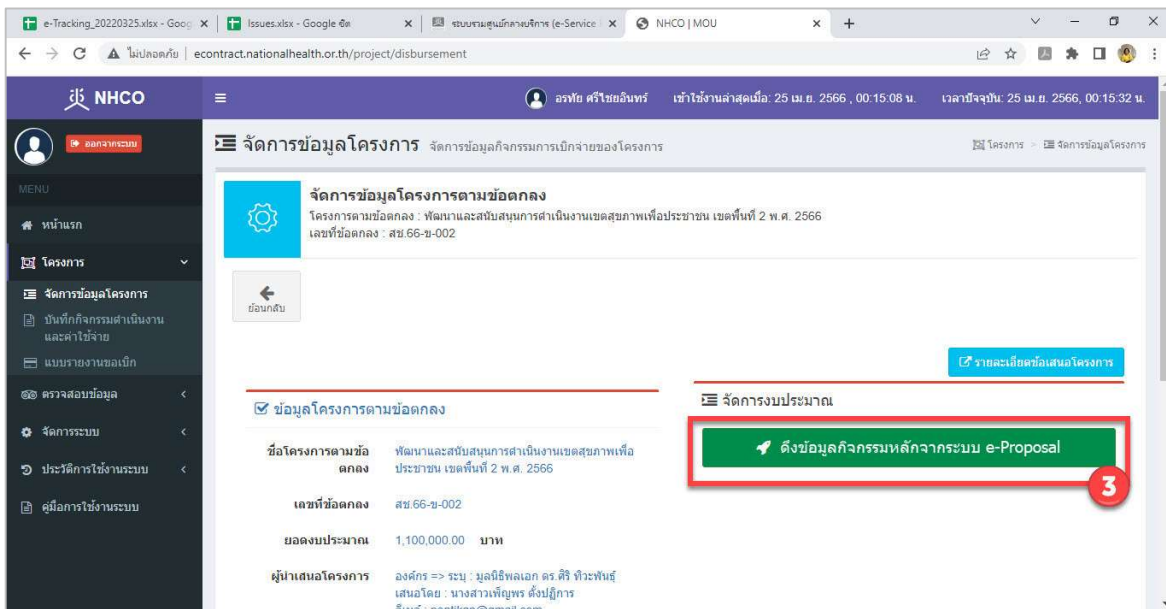 e-Tracking_20220325.xlsx - Goog
Issues.xlsx - Google ชีต
ระบบรวมศูนย์กลางบริการ (e-Service
NHCO | MOU
ไม่ปลอดภัย | econtract.nationalhealth.or.th/project/disbursement
NHCO
อรทัย ศรีไชยอินทร์ เข้าใช้งานล่าสุดเมื่อ: 25 เม.ย. 2566 , 00:15:08 น. เวลาปัจจุบัน: 25 เม.ย. 2566, 00:15:32 น.
ออกจากระบบ
จัดการข้อมูลโครงการ จัดการข้อมูลกิจกรรมการเบิกจ่ายของโครงการ
โครงการ > จัดการข้อมูลโครงการ
MENU
หน้าแรก
โครงการ
จัดการข้อมูลโครงการ
บันทึกกิจกรรมดำเนินงาน
และค่าใช้จ่าย
แบบรายงานขอเบิก
ตรวจสอบข้อมูล
จัดการระบบ
ประวัติการใช้งานระบบ
คู่มือการใช้งานระบบ
จัดการข้อมูลโครงการตามข้อตกลง
โครงการตามข้อตกลง : พัฒนาและสนับสนุนการดำเนินงานเขตสุขภาพเพื่อประชาชน เขตพื้นที่ 2 พ.ศ. 2566
เลขที่ข้อตกลง : สช.66-ข-002
ย้อนกลับ
รายละเอียดข้อเสนอโครงการ
ข้อมูลโครงการตามข้อตกลง
ชื่อโครงการตามข้อ
ตกลง
พัฒนาและสนับสนุนการดำเนินงานเขตสุขภาพเพื่อ
ประชาชน เขตพื้นที่ 2 พ.ศ. 2566
เลขที่ข้อตกลง สช.66-ข-002
ยอดงบประมาณ 1,100,000.00 บาท
ผู้นำเสนอโครงการ องค์กร => ระบุ : มูลนิธิพลเอก ดร.ศิริ ทิวะพันธุ์
เสนอโดย : นางสาวเพ็ญพร ตั้งปฏิการ
จัดการงบประมาณ
ดึงข้อมูลกิจกรรมหลักจากระบบ e-Proposal
3